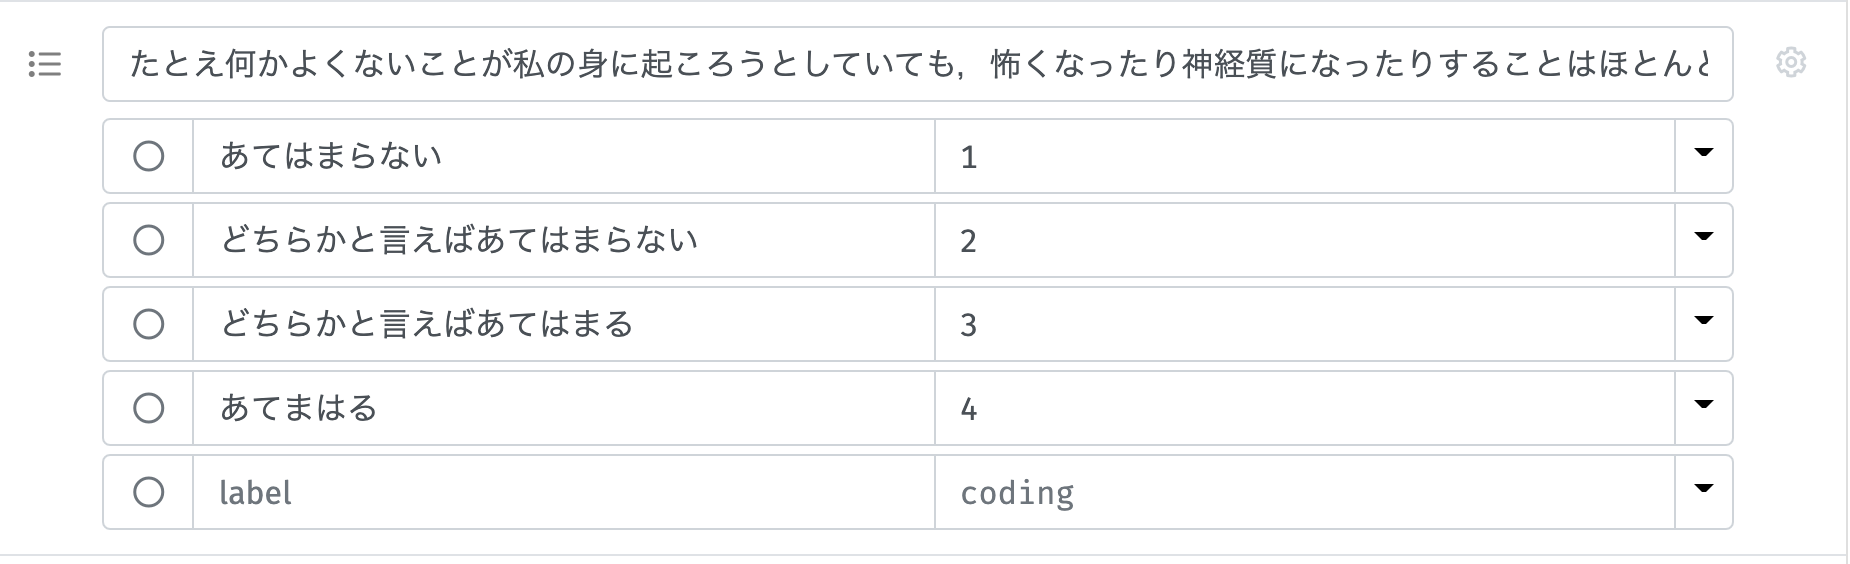 たとえ何かよくないことが私の身に起ころうとしていても，怖くなったり神経質になったりすることはほとんど
あてはまらない
1
どちらかと言えばあてはまらない
2
どちらかと言えばあてはまる
3
あてまはる
4
label
coding